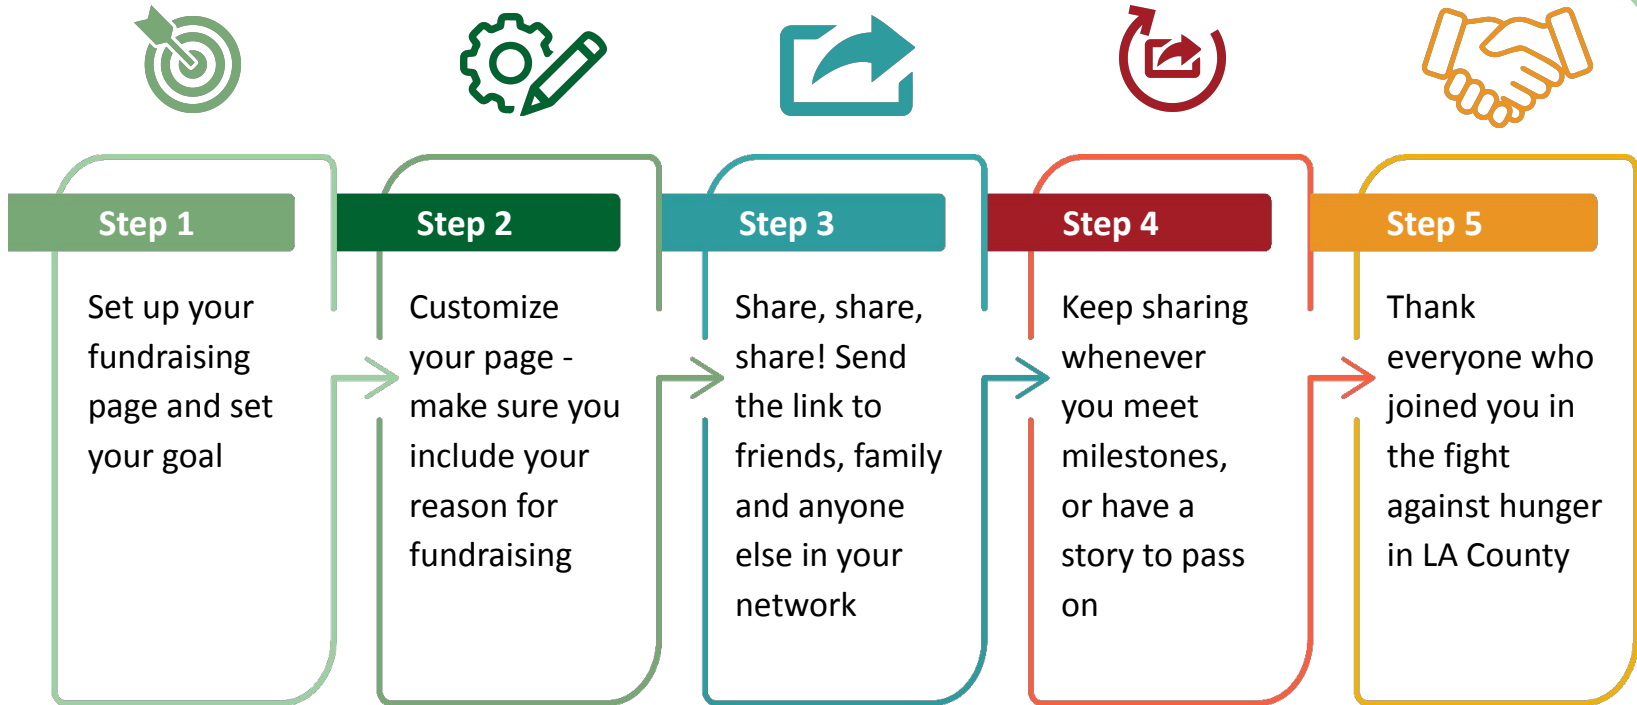 Step 1
Set up your
fundraising
page and set
your goal
Step 2
Customize
your page -
make sure you
include your
reason for
fundraising
Step 3
Share, share,
share! Send
the link to
friends, family
and anyone
else in your
network
Step 4
Keep sharing
whenever
you meet
milestones,
or have a
story to pass
on
Step 5
Thank
everyone who
joined you in
the fight
against hunger
in LA County